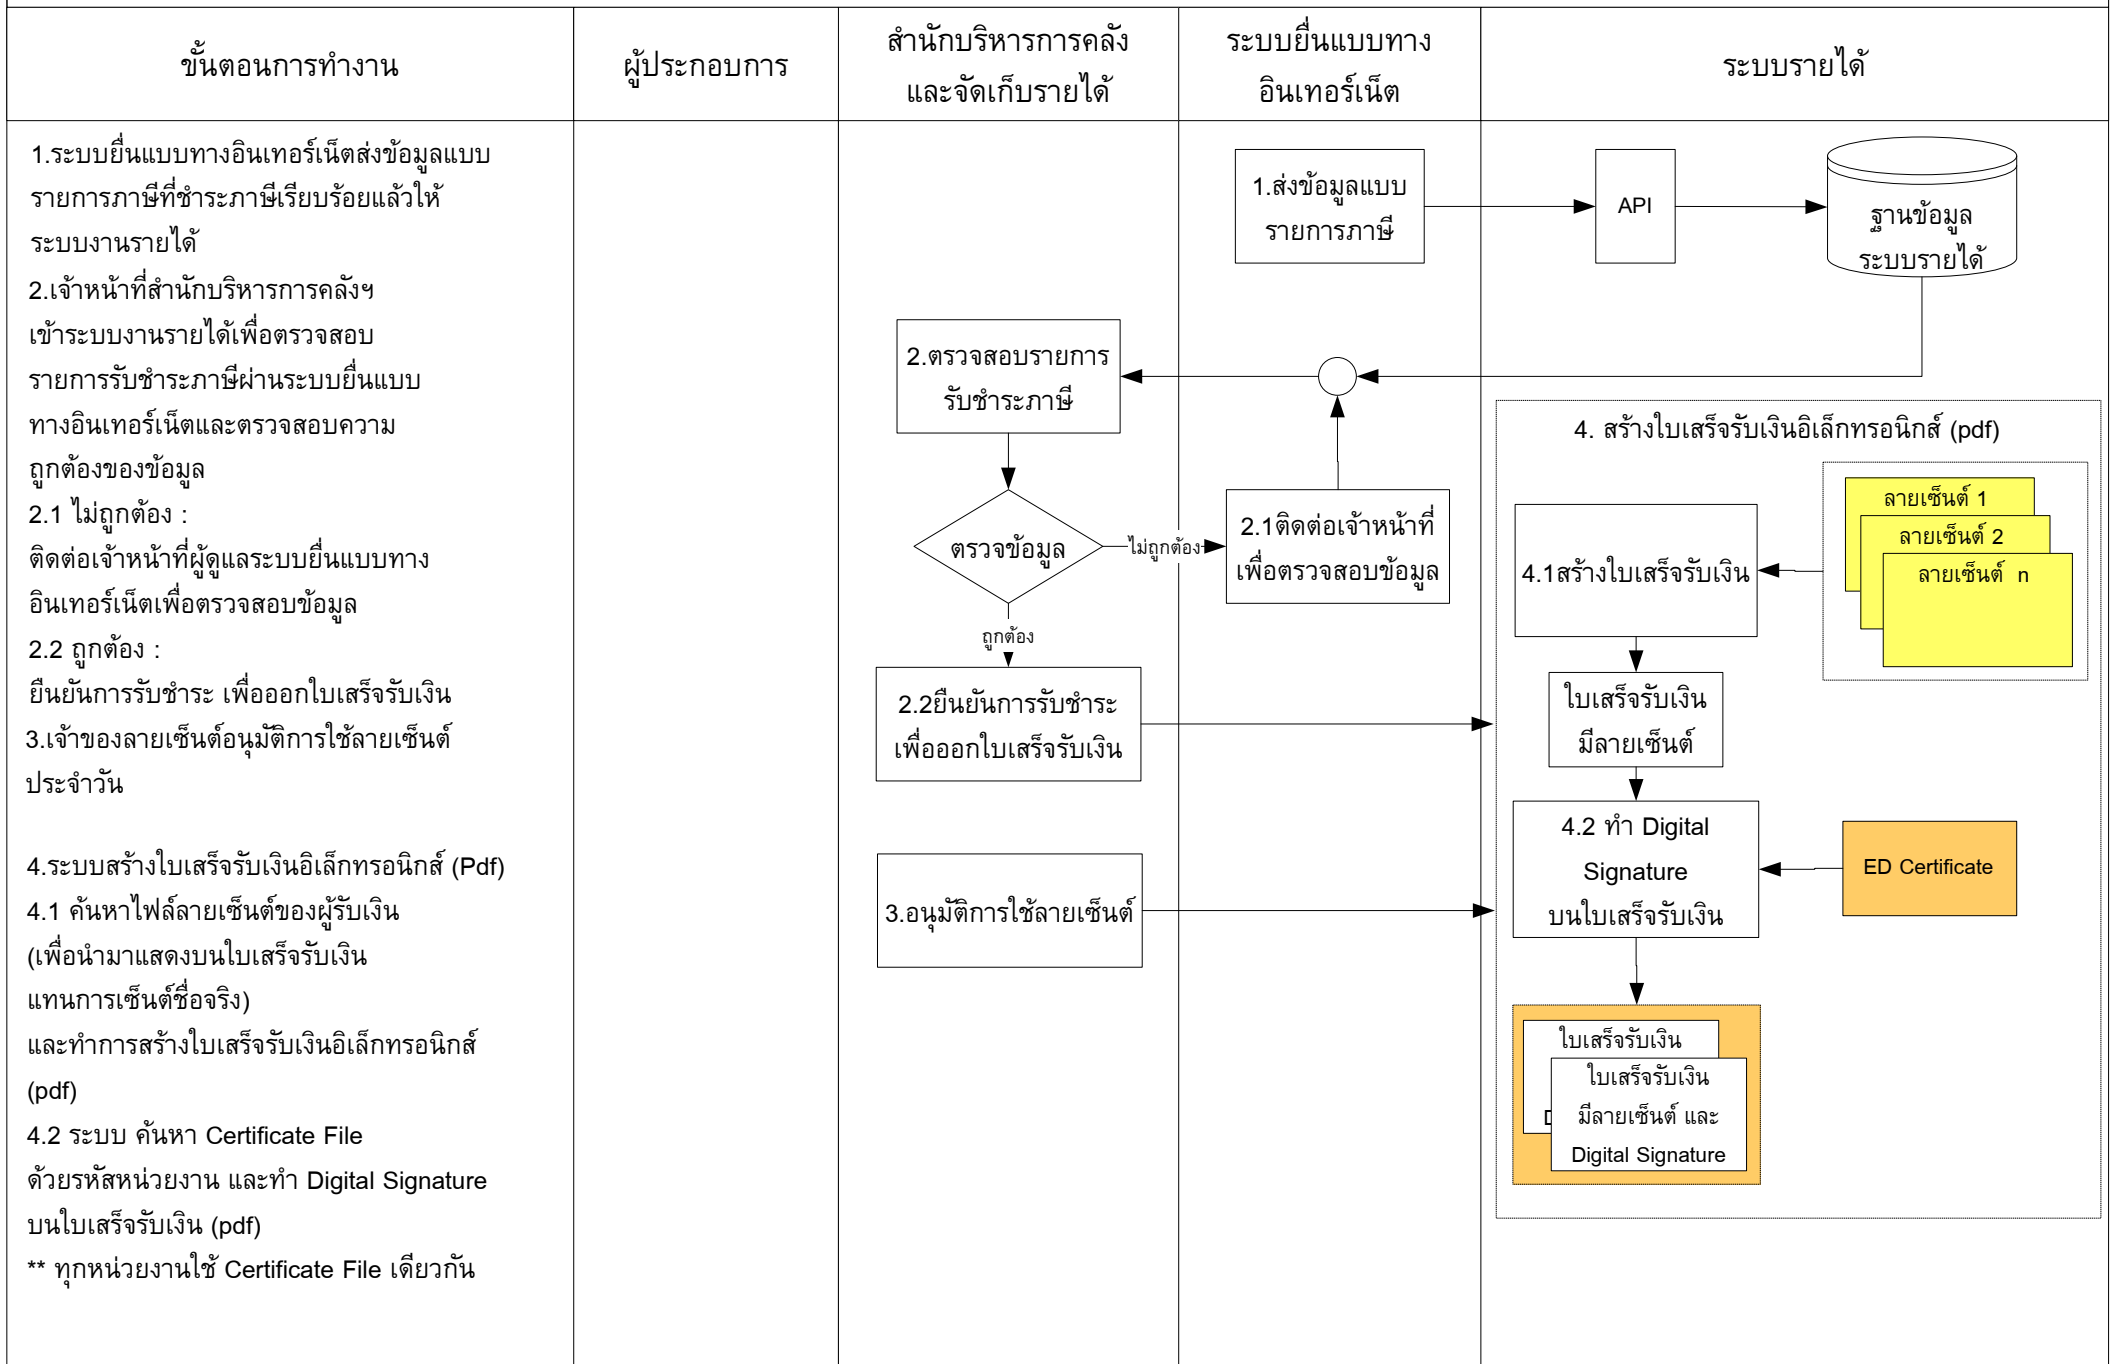 ขั้นตอนการทำงาน
ผู้ประกอบการ
สำนักบริหารการคลัง
และจัดเก็บรายได้
ระบบยื่นแบบทาง
อินเทอร์เน็ต
ระบบรายได้
1.ระบบยื่นแบบทางอินเทอร์เน็ตส่งข้อมูลแบบ
รายการภาษีที่ชำระภาษีเรียบร้อยแล้วให้
ระบบงานรายได้
2.เจ้าหน้าที่สำนักบริหารการคลังฯ
เข้าระบบงานรายได้เพื่อตรวจสอบ
รายการรับชำระภาษีผ่านระบบยื่นแบบ
ทางอินเทอร์เน็ตและตรวจสอบความ
ถูกต้องของข้อมูล
2.1 ไม่ถูกต้อง :
ติดต่อเจ้าหน้าที่ผู้ดูแลระบบยื่นแบบทาง
อินเทอร์เน็ตเพื่อตรวจสอบข้อมูล
2.2 ถูกต้อง :
ยืนยันการรับชำระ เพื่อออกใบเสร็จรับเงิน
3.เจ้าของลายเซ็นต์อนุมัติการใช้ลายเซ็นต์
ประจำวัน
4.ระบบสร้างใบเสร็จรับเงินอิเล็กทรอนิกส์ (Pdf)
4.1 ค้นหาไฟล์ลายเซ็นต์ของผู้รับเงิน
(เพื่อนำมาแสดงบนใบเสร็จรับเงิน
แทนการเซ็นต์ชื่อจริง)
และทำการสร้างใบเสร็จรับเงินอิเล็กทรอนิกส์
(pdf)
4.2 ระบบ ค้นหา Certificate File
ด้วยรหัสหน่วยงาน และทำ Digital Signature
บนใบเสร็จรับเงิน (pdf)
** ทุกหน่วยงานใช้ Certificate File เดียวกัน
1.ส่งข้อมูลแบบ
รายการภาษี
API
ฐานข้อมูล
ระบบรายได้
2.ตรวจสอบรายการ
รับชำระภาษี
ตรวจข้อมูล
ไม่ถูกต้อง
2.1ติดต่อเจ้าหน้าที่
เพื่อตรวจสอบข้อมูล
ถูกต้อง
2.2ยืนยันการรับชำระ
เพื่อออกใบเสร็จรับเงิน
3.อนุมัติการใช้ลายเซ็นต์
4. สร้างใบเสร็จรับเงินอิเล็กทรอนิกส์ (pdf)
ลายเซ็นต์ 1
ลายเซ็นต์ 2
ลายเซ็นต์ n
4.1สร้างใบเสร็จรับเงิน
ใบเสร็จรับเงิน
มีลายเซ็นต์
4.2 ทำ Digital
Signature
บนใบเสร็จรับเงิน
ED Certificate
ใบเสร็จรับเงิน
ใบเสร็จรับเงิน
มีลายเซ็นต์ และ
Digital Signature